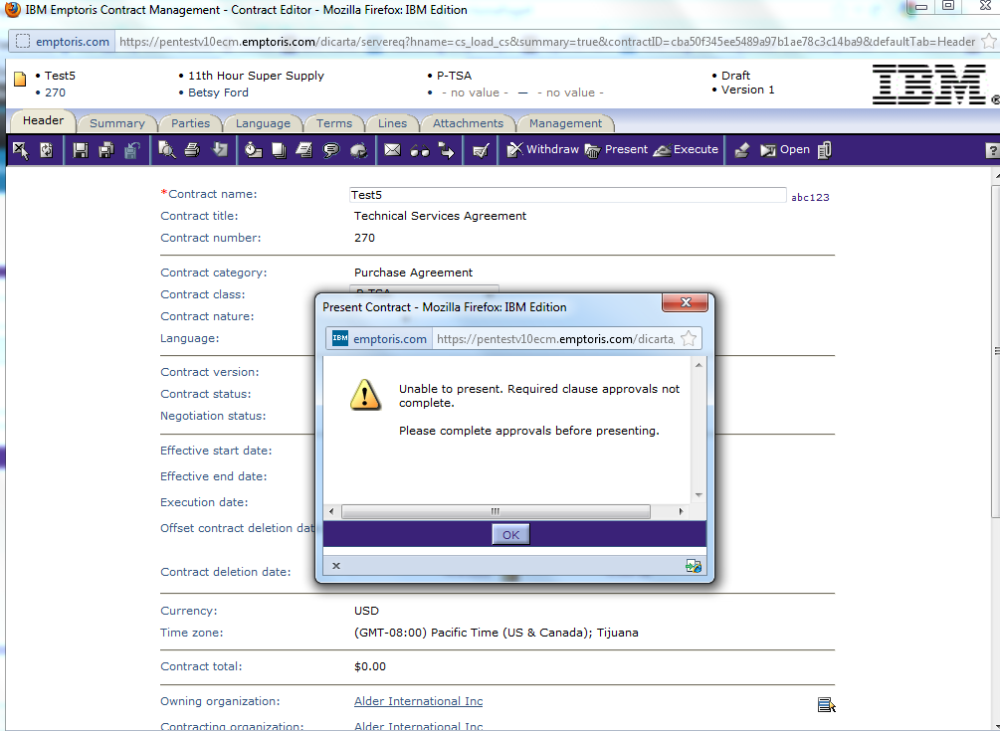 IBM Emptoris Contract Management - Contract Editor - Mozilla Firefox: IBM Edition
emptoris.com https://pentestv10ecm.emptoris.com/dicarta/servereq?hname=cs_load_cs&summary=true&contractID=cba50f345ee5489a97b1ae78c3c14ba9&defaultTab=Header
• Test5 • 11th Hour Super Supply • P-TSA • Draft
• 270 • Betsy Ford • - no value - — - no value - • Version 1
IBM®
Header Summary Parties Language Terms Lines Attachments Management
Withdraw Present Execute Open ?
*Contract name: Test5 abc123
Contract title: Technical Services Agreement
Contract number: 270
Contract category: Purchase Agreement
Contract class: P-TSA
Contract nature:
Language:
Contract version:
Contract status:
Negotiation status:
Effective start date:
Effective end date:
Execution date:
Offset contract deletion dat
Contract deletion date:
Present Contract - Mozilla Firefox: IBM Edition
IBM emptoris.com https://pentestv10ecm.emptoris.com/dicarta,
Unable to present. Required clause approvals not
complete.
Please complete approvals before presenting.
OK
Currency: USD
Time zone: (GMT-08:00) Pacific Time (US & Canada); Tijuana
Contract total: $0.00
Owning organization: Alder International Inc
Contracting organization: Alder International Inc